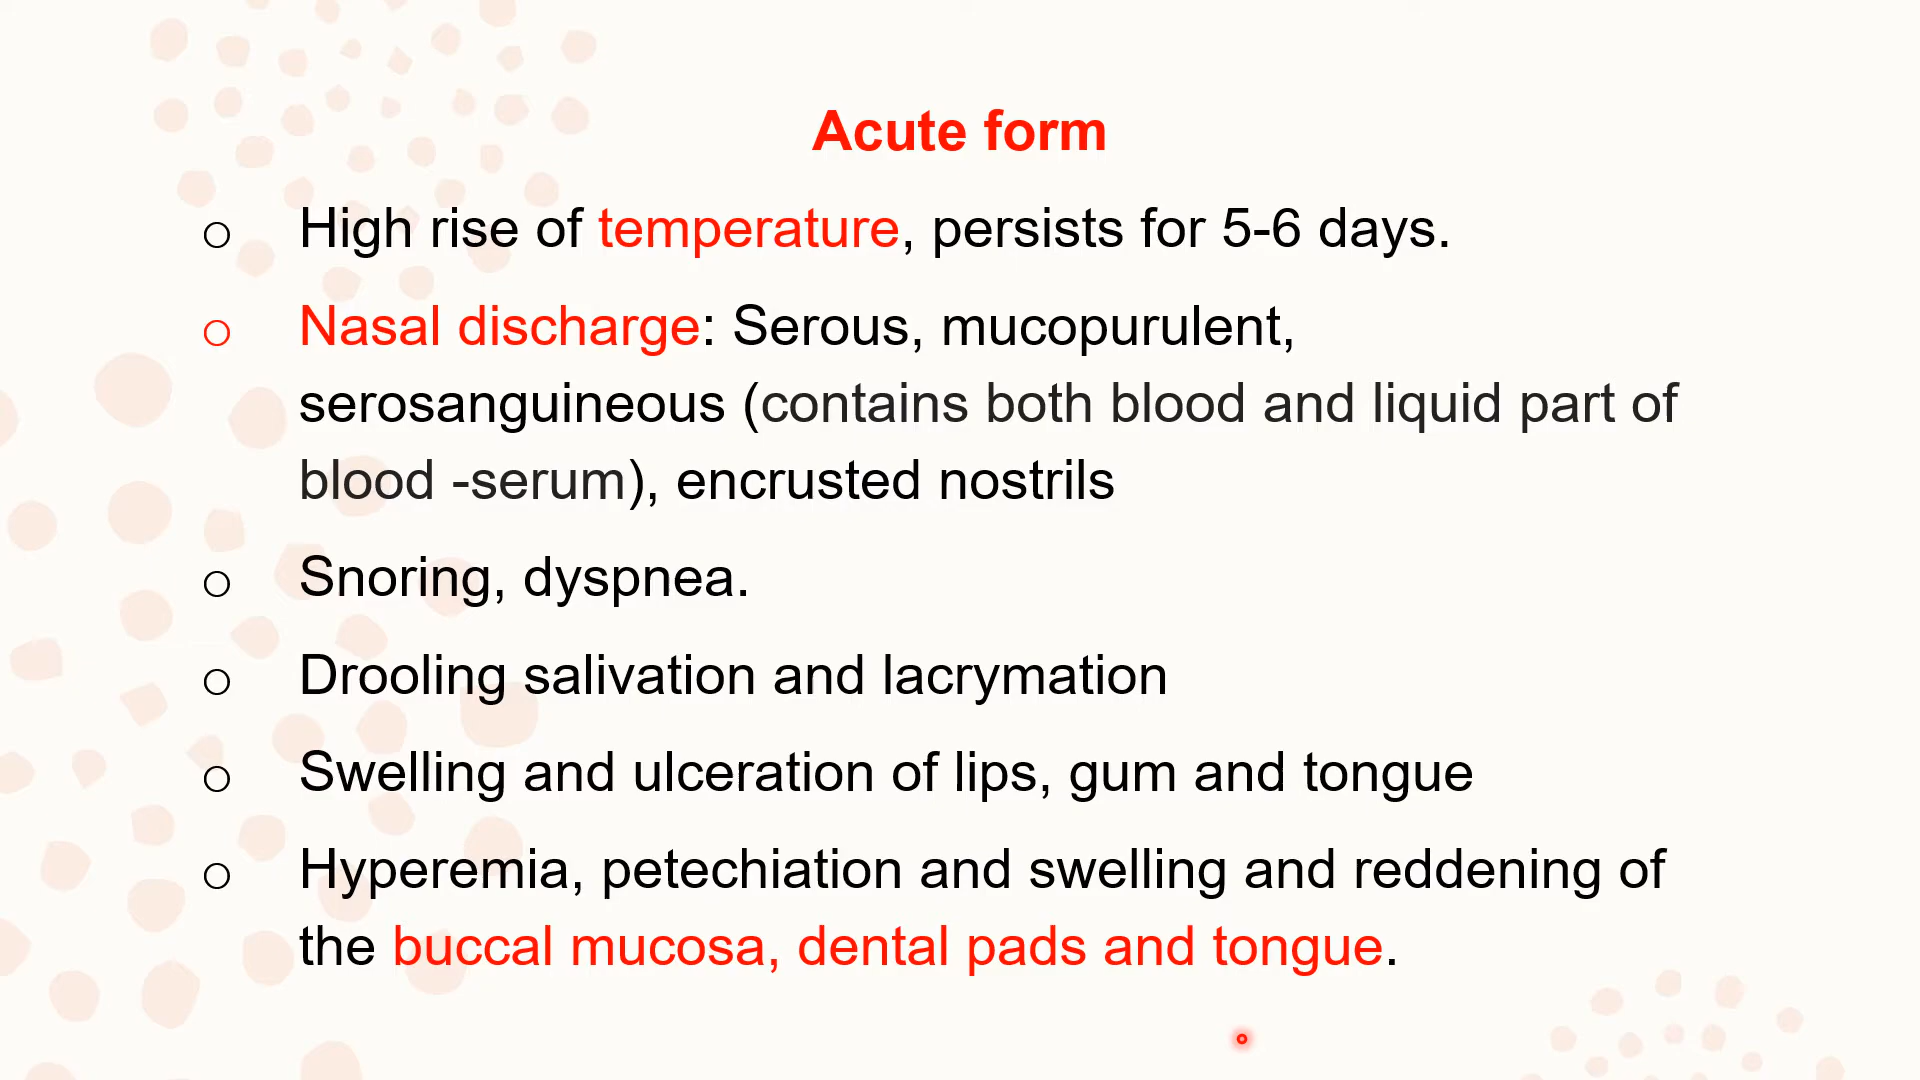 Acute form
o High rise of temperature, persists for 5-6 days.
o Nasal discharge: Serous, mucopurulent,
serosanguineous (contains both blood and liquid part of
blood -serum), encrusted nostrils
o Snoring, dyspnea.
o Drooling salivation and lacrymation
o Swelling and ulceration of lips, gum and tongue
o Hyperemia, petechiation and swelling and reddening of
the buccal mucosa, dental pads and tongue.